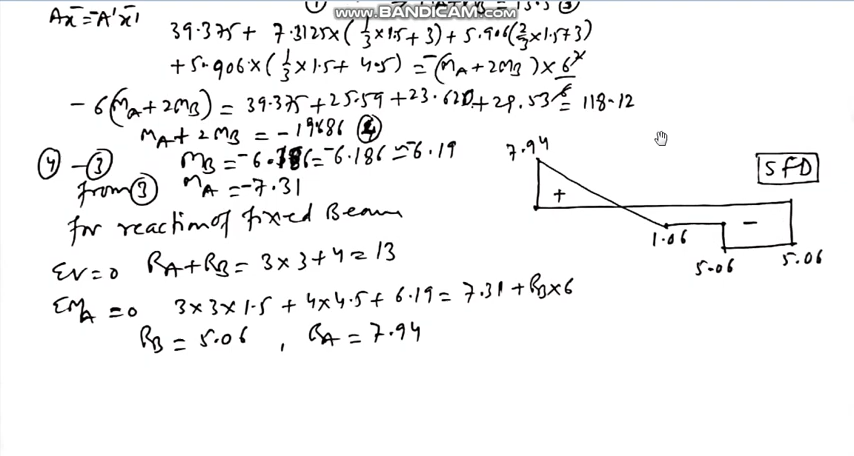 www.BANDICAM.com
Ax̄ = -A'x̄'
39.375 + 7.3125 × (1/3 × 1.5 + 3) + 5.906 (2/3 × 1.5 + 3)
+ 5.906 × (1/3 × 1.5 + 4.5) = -(MA + 2MB) × 6
- 6(MA + 2MB) = 39.375 + 25.59 + 23.620 + 29.53 = 118.12
MA + 2MB = -19.686 ④
④ - ③ MB = -6.186 = -6.186 ≃ -6.19
from ③ MA = -7.31
for reaction of fixed Beam
ΣV=0 RA + RB = 3 × 3 + 4 = 13
ΣMA = 0 3 × 3 × 1.5 + 4 × 4.5 + 6.19 = 7.31 + RB × 6
RB = 5.06 , RA = 7.94
7.94
SFD
+
-
1.06
5.06
5.06